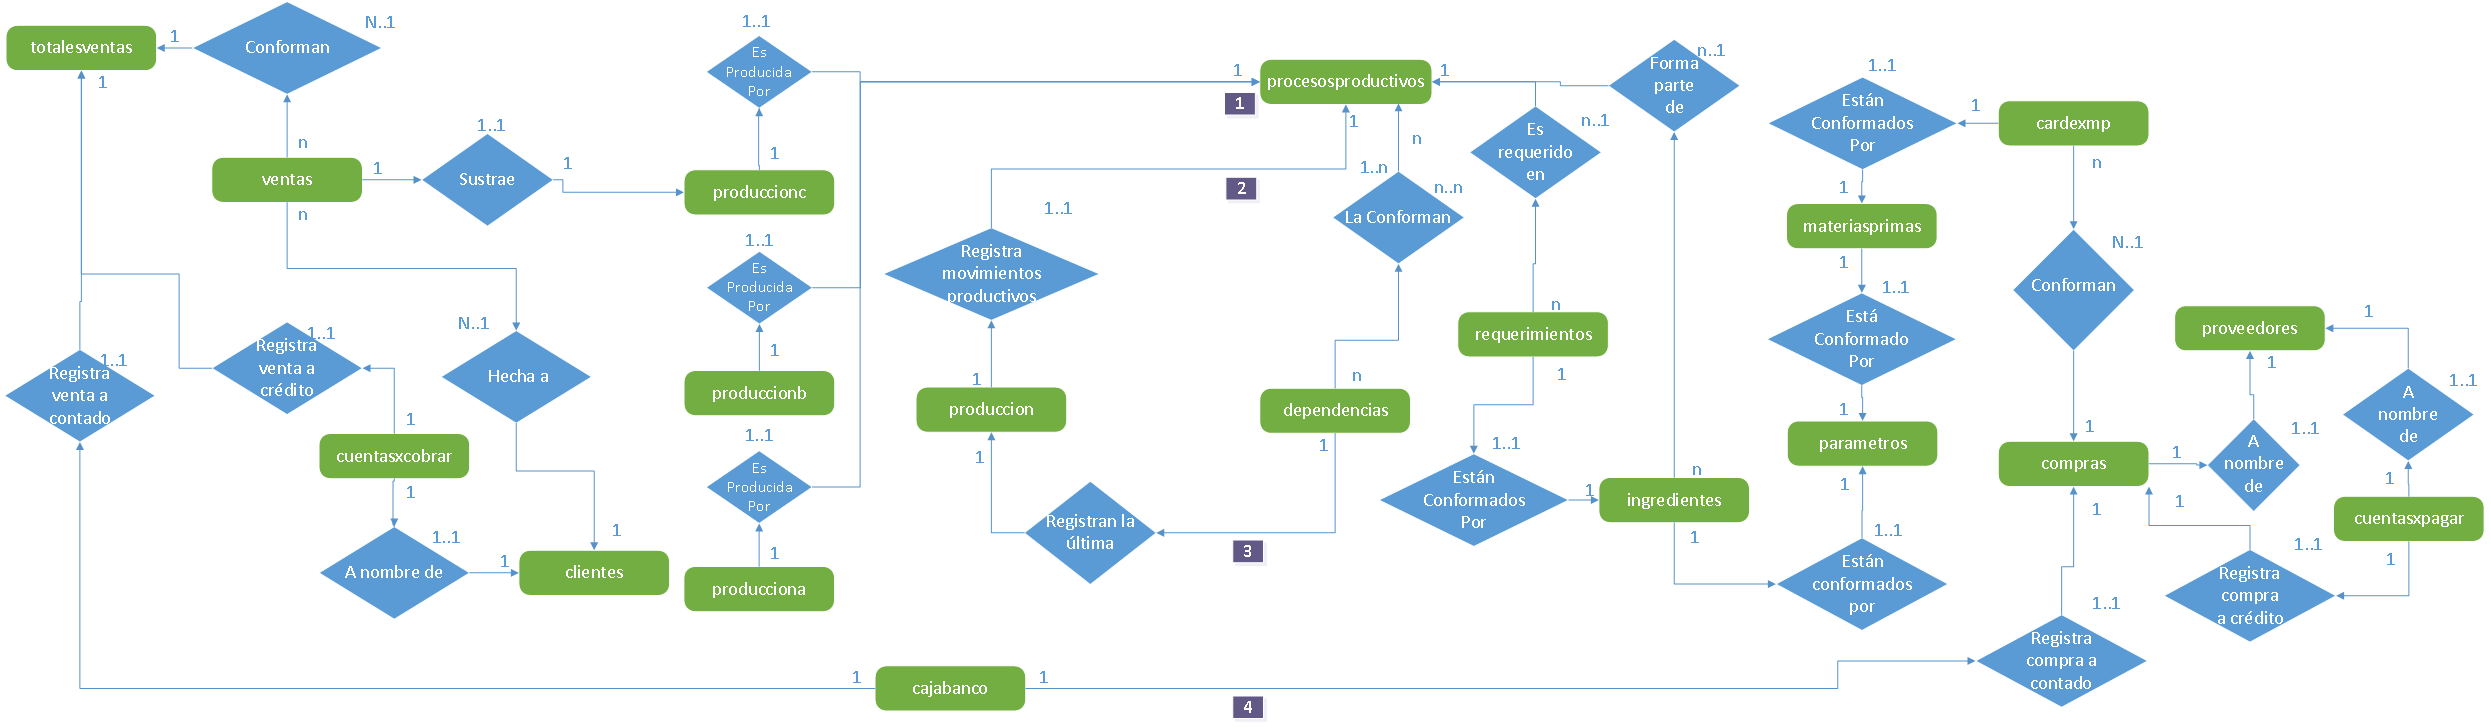 totalesventas
1
Conforman
N..1
1
n
ventas
1
Sustrae
1..1
1
n
produccionc
1
Es
Producida
Por
1..1
Es
Producida
Por
1..1
1
produccionb
Es
Producida
Por
1..1
1
producciona
Registra
venta a
contado
1..1
Registra
venta a
crédito
1..1
1
cuentasxcobrar
1
A nombre de
1..1
1
clientes
1
Hecha a
N..1
procesosproductivos
1
1
1
1
2
3
4
Registra
movimientos
productivos
1..1
1
produccion
1
Registran la
última
1..n
n
La Conforman
n..n
n
dependencias
1
Es
requerido
en
n..1
n
requerimientos
1
Están
Conformados
Por
1..1
1
Forma
parte
de
n..1
n
ingredientes
1
Están
conformados
por
1..1
1
parametros
1
Está
Conformado
Por
1..1
1
materiasprimas
1
Están
Conformados
Por
1..1
1
cardexmp
n
Conforman
N..1
1
compras
1
A
nombre
de
1..1
1
proveedores
1
A
nombre
de
1..1
1
cuentasxpagar
1
Registra
compra
a crédito
1..1
1
1
Registra
compra a
contado
1..1
1
cajabanco
1